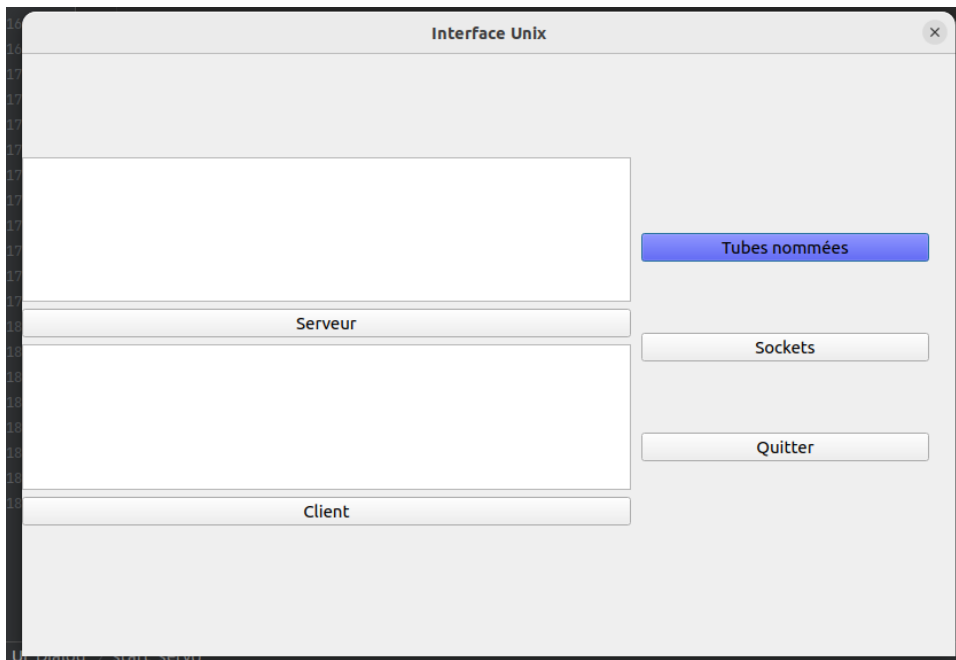 Interface Unix
Tubes nommées
Serveur
Sockets
Quitter
Client